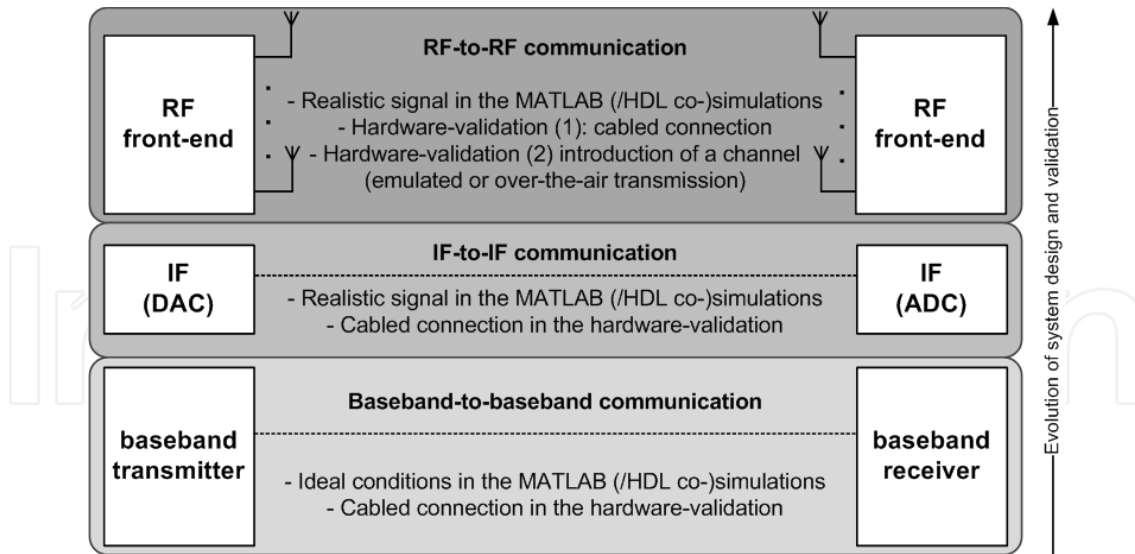 RF-to-RF communication
RF
front-end
- Realistic signal in the MATLAB (/HDL co-)simulations
- Hardware-validation (1): cabled connection
- Hardware-validation (2) introduction of a channel
(emulated or over-the-air transmission)
RF
front-end
IF-to-IF communication
IF
(DAC)
- Realistic signal in the MATLAB (/HDL co-)simulations
- Cabled connection in the hardware-validation
IF
(ADC)
Baseband-to-baseband communication
baseband
transmitter
- Ideal conditions in the MATLAB (/HDL co-)simulations
- Cabled connection in the hardware-validation
baseband
receiver
Evolution of system design and validation